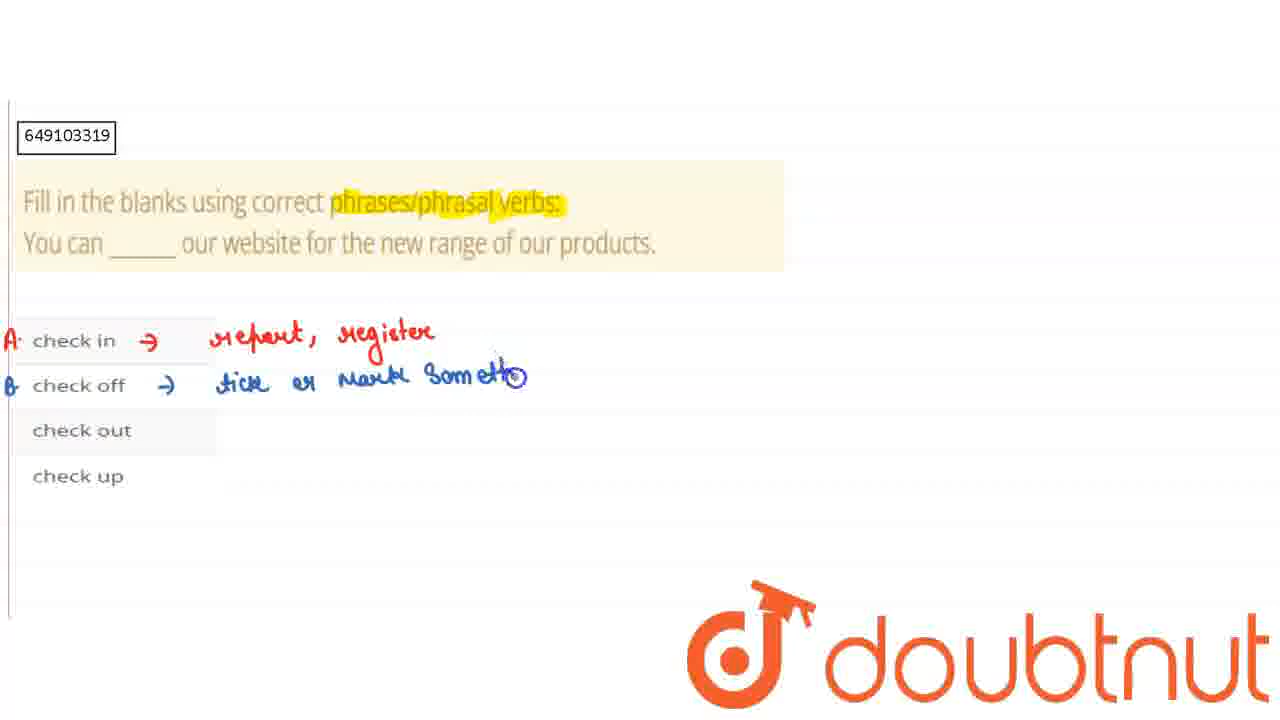 649103319
Fill in the blanks using correct phrases/phrasal verbs:
You can ______ our website for the new range of our products.
A. check in → report, register
B check off → tick or mark someth
check out
check up
doubtnut